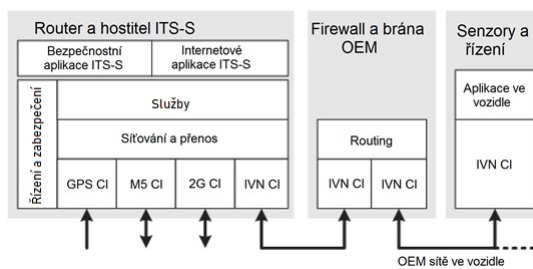 Router a hostitel ITS-S
Bezpečnostní
aplikace ITS-S
Internetové
aplikace ITS-S
Řízení a zabezpečení
Služby
Síťování a přenos
GPS CI
M5 CI
2G CI
IVN CI
Firewall a brána
OEM
Routing
IVN CI
IVN CI
Senzory a
řízení
Aplikace ve
vozidle
IVN CI
OEM sítě ve vozidle